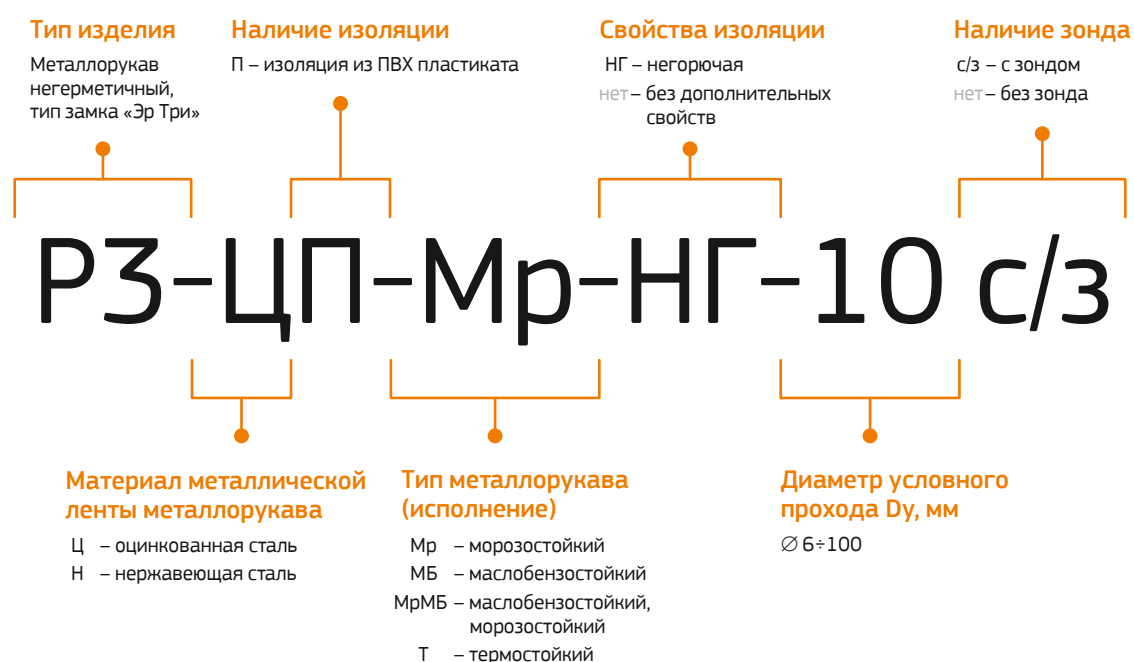 Тип изделия
Металлорукав
негерметичный,
тип замка «Эр Три»
Наличие изоляции
П – изоляция из ПВХ пластиката
Свойства изоляции
НГ – негорючая
нет – без дополнительных
свойств
Наличие зонда
с/з – с зондом
нет – без зонда
РЗ-ЦП-Мр-НГ-10 с/з
Материал металлической
ленты металлорукава
Ц – оцинкованная сталь
Н – нержавеющая сталь
Тип металлорукава
(исполнение)
Мр – морозостойкий
МБ – маслобензостойкий
МрМБ – маслобензостойкий,
морозостойкий
Т – термостойкий
Диаметр условного
прохода Dy, мм
∅ 6÷100